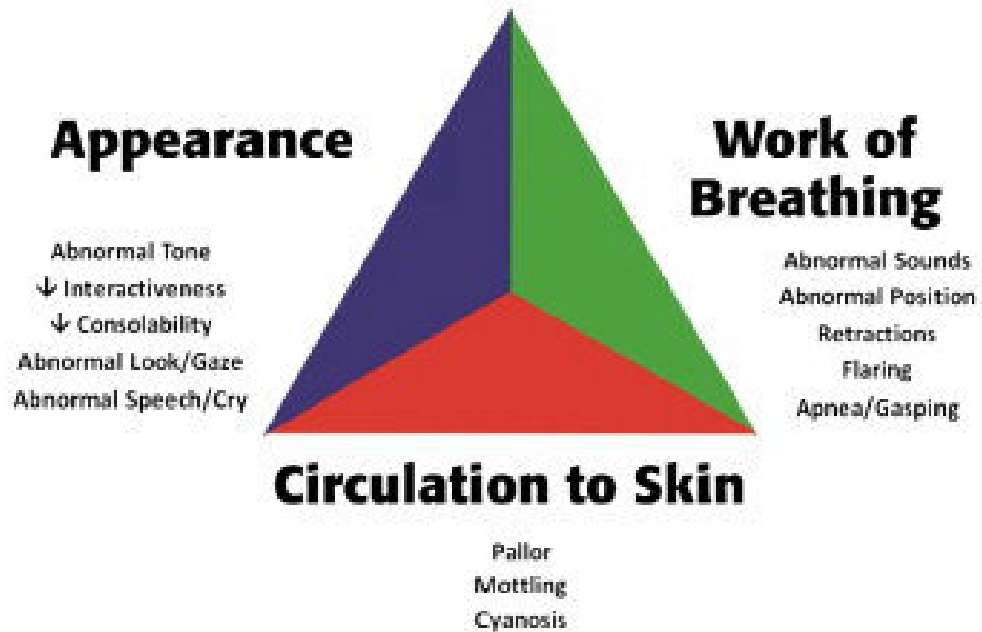 Appearance
Abnormal Tone
↓ Interactiveness
↓ Consolability
Abnormal Look/Gaze
Abnormal Speech/Cry
Work of
Breathing
Abnormal Sounds
Abnormal Position
Retractions
Flaring
Apnea/Gasping
Circulation to Skin
Pallor
Mottling
Cyanosis